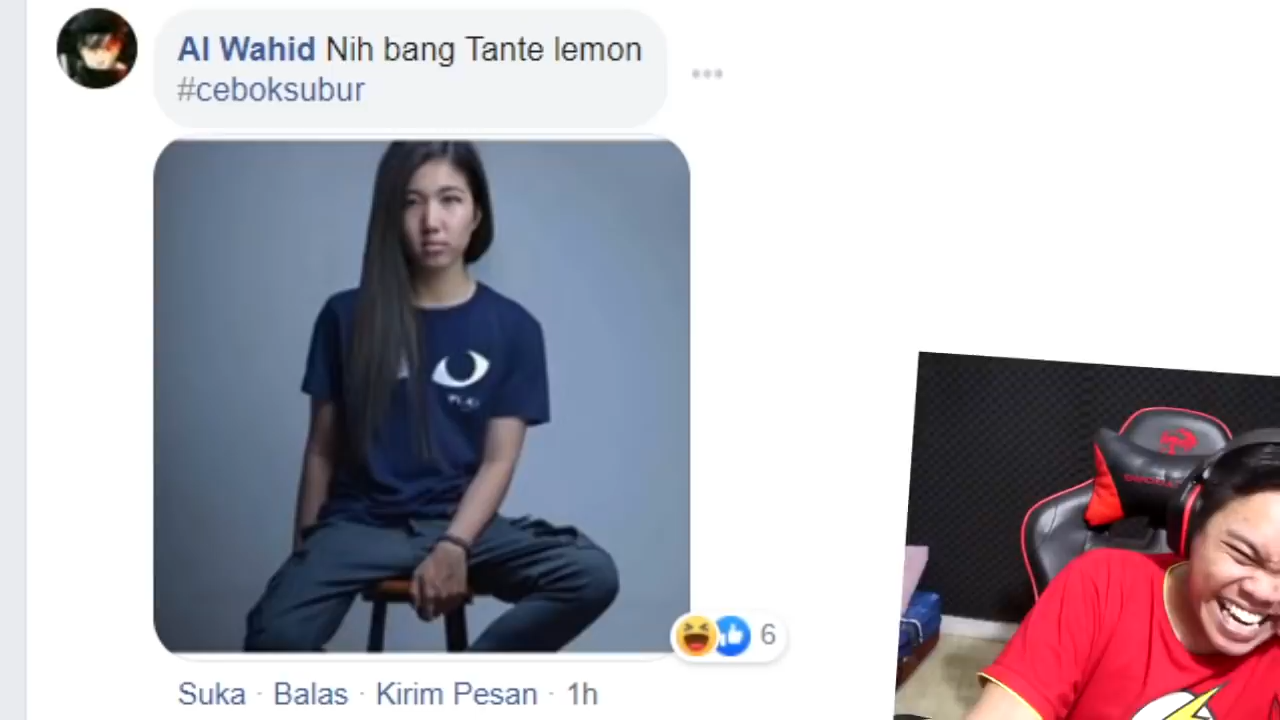 Al Wahid Nih bang Tante lemon
#ceboksubur
6
Suka · Balas · Kirim Pesan · 1h